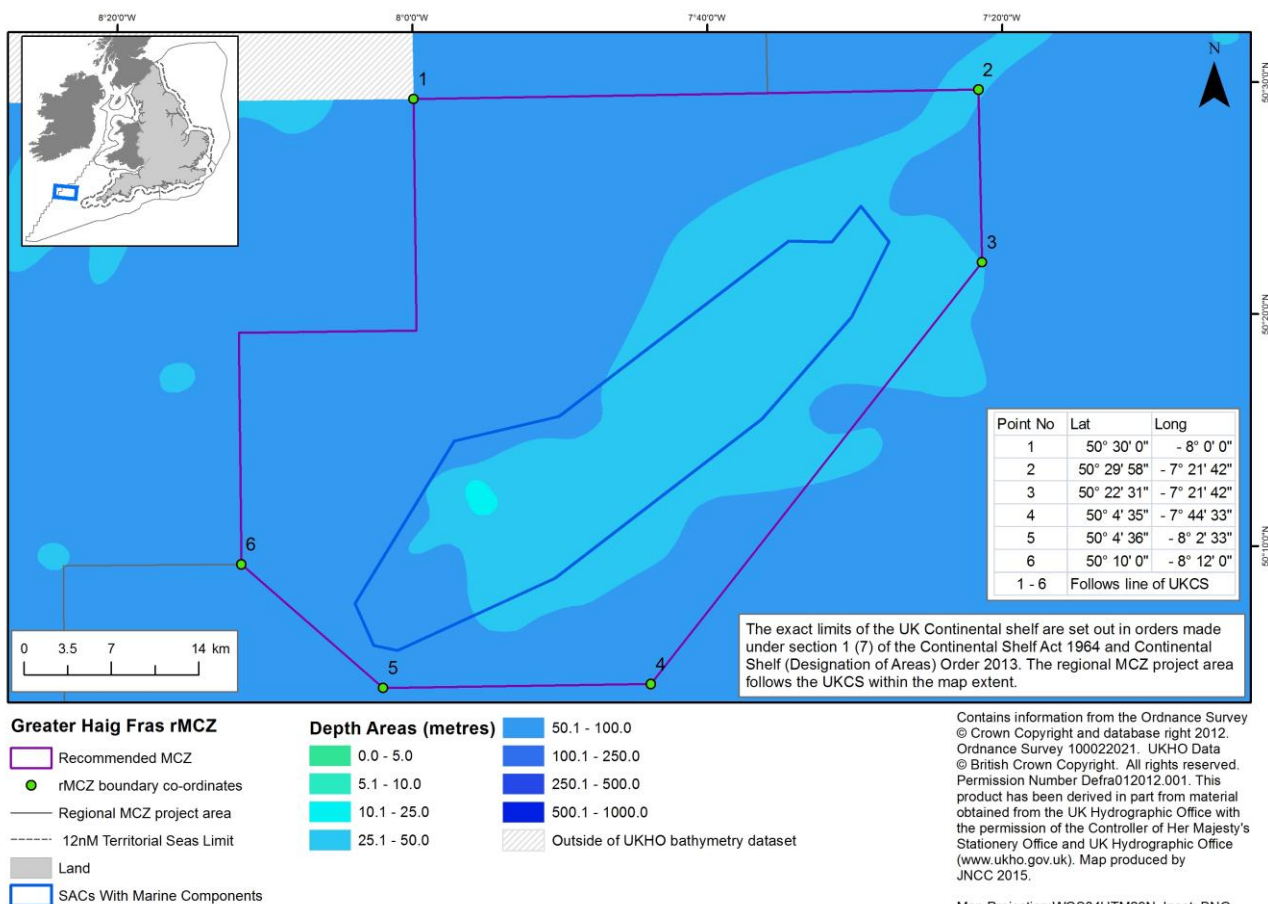 8°20'0"W 8°0'0"W 7°40'0"W 7°20'0"W
N
1
2
3
4
5
6
50°30'0"N
50°20'0"N
50°10'0"N
Point No Lat Long
1 50° 30' 0" - 8° 0' 0"
2 50° 29' 58" - 7° 21' 42"
3 50° 22' 31" - 7° 21' 42"
4 50° 4' 35" - 7° 44' 33"
5 50° 4' 36" - 8° 2' 33"
6 50° 10' 0" - 8° 12' 0"
1 - 6 Follows line of UKCS
The exact limits of the UK Continental shelf are set out in orders made
under section 1 (7) of the Continental Shelf Act 1964 and Continental
Shelf (Designation of Areas) Order 2013. The regional MCZ project area
follows the UKCS within the map extent.
0 3.5 7 14 km
Greater Haig Fras rMCZ
Recommended MCZ
rMCZ boundary co-ordinates
Regional MCZ project area
12nM Territorial Seas Limit
Land
SACs With Marine Components
Depth Areas (metres)
0.0 - 5.0
5.1 - 10.0
10.1 - 25.0
25.1 - 50.0
50.1 - 100.0
100.1 - 250.0
250.1 - 500.0
500.1 - 1000.0
Outside of UKHO bathymetry dataset
Contains information from the Ordnance Survey
© Crown Copyright and database right 2012.
Ordnance Survey 100022021. UKHO Data
© British Crown Copyright. All rights reserved.
Permission Number Defra012012.001. This
product has been derived in part from material
obtained from the UK Hydrographic Office with
the permission of the Controller of Her Majesty's
Stationery Office and UK Hydrographic Office
(www.ukho.gov.uk). Map produced by
JNCC 2015.